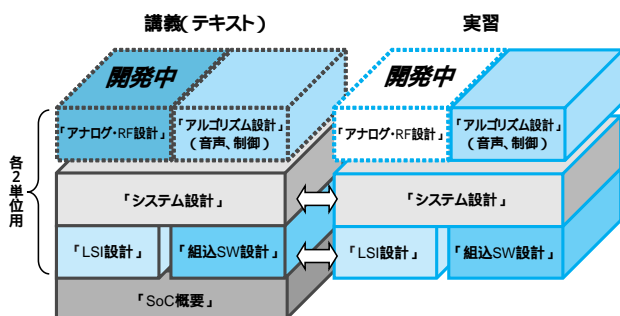 講義(テキスト)
実習
開発中
開発中
「アナログ・RF設計」
「アルゴリズム設計」
(音声、制御)
「アナログ・RF設計」
「アルゴリズム設計」
(音声、制御)
各2単位用
「システム設計」
「システム設計」
「LSI設計」
「組込SW設計」
「LSI設計」
「組込SW設計」
「SoC概要」